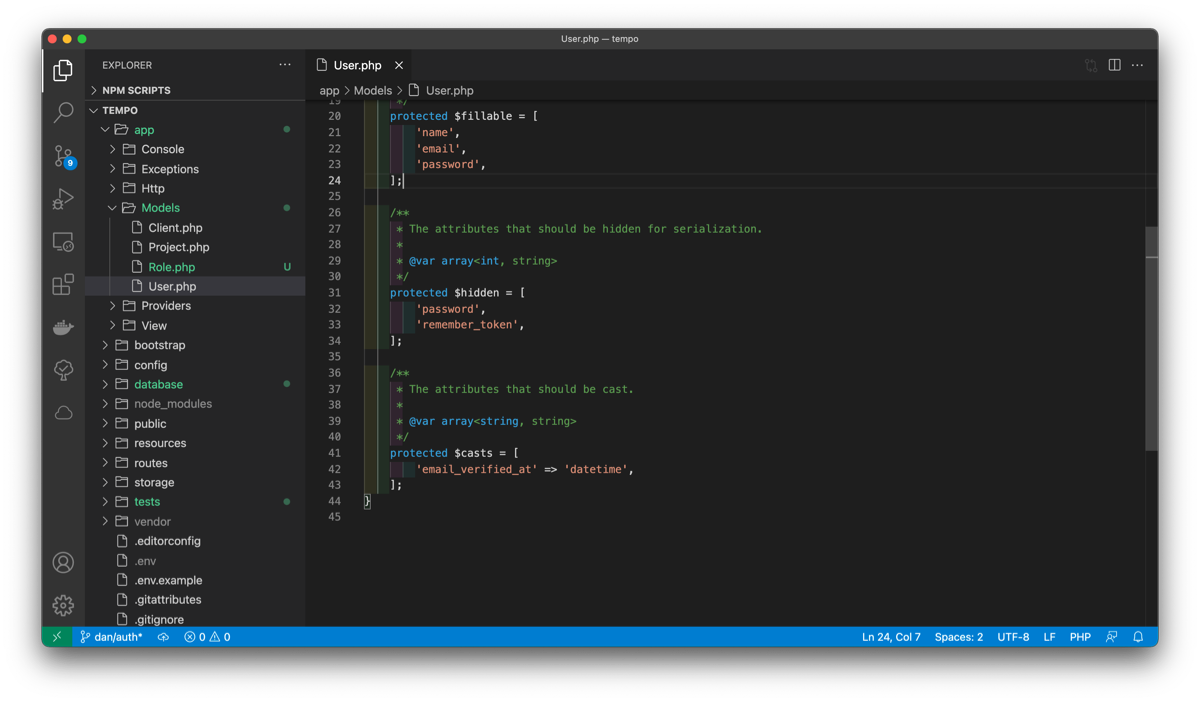 User.php — tempo
EXPLORER
NPM SCRIPTS
TEMPO
app
Console
Exceptions
Http
Models
Client.php
Project.php
Role.php U
User.php
Providers
View
bootstrap
config
database
node_modules
public
resources
routes
storage
tests
vendor
.editorconfig
.env
.env.example
.gitattributes
.gitignore
9
User.php
app > Models > User.php
19 */
20 protected $fillable = [
21 'name',
22 'email',
23 'password',
24 ];
25
26 /**
27 * The attributes that should be hidden for serialization.
28 *
29 * @var array<int, string>
30 */
31 protected $hidden = [
32 'password',
33 'remember_token',
34 ];
35
36 /**
37 * The attributes that should be cast.
38 *
39 * @var array<string, string>
40 */
41 protected $casts = [
42 'email_verified_at' => 'datetime',
43 ];
44 }
45
dan/auth* 0 0 Ln 24, Col 7 Spaces: 2 UTF-8 LF PHP